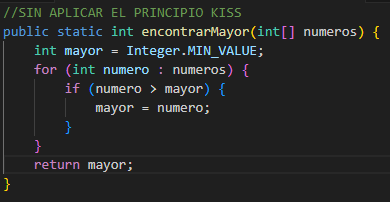 //SIN APLICAR EL PRINCIPIO KISS
public static int encontrarMayor(int[] numeros) {
    int mayor = Integer.MIN_VALUE;
    for (int numero : numeros) {
        if (numero > mayor) {
            mayor = numero;
        }
    }
    return mayor;
}